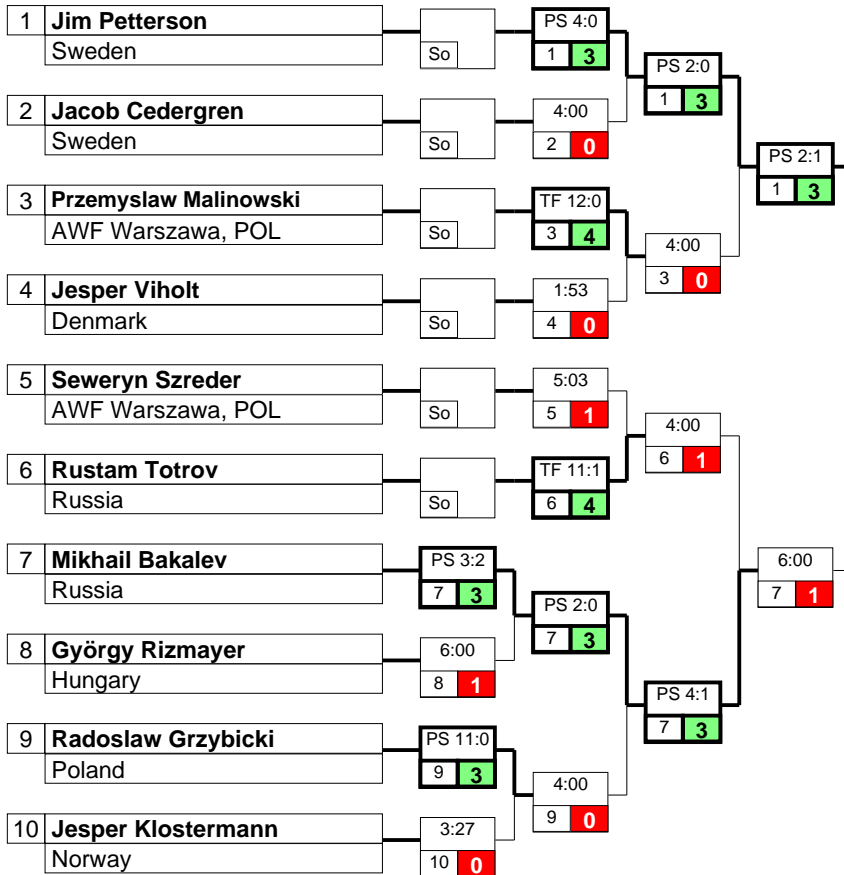 1 Jim Petterson
Sweden
So
PS 4:0
1 3
PS 2:0
1 3
2 Jacob Cedergren
Sweden
So
4:00
2 0
PS 2:1
1 3
3 Przemyslaw Malinowski
AWF Warszawa, POL
So
TF 12:0
3 4
4:00
3 0
4 Jesper Viholt
Denmark
So
1:53
4 0
5 Seweryn Szreder
AWF Warszawa, POL
So
5:03
5 1
4:00
6 1
6 Rustam Totrov
Russia
So
TF 11:1
6 4
7 Mikhail Bakalev
Russia
PS 3:2
7 3
PS 2:0
7 3
6:00
7 1
8 György Rizmayer
Hungary
6:00
8 1
PS 4:1
7 3
9 Radoslaw Grzybicki
Poland
PS 11:0
9 3
4:00
9 0
10 Jesper Klostermann
Norway
3:27
10 0